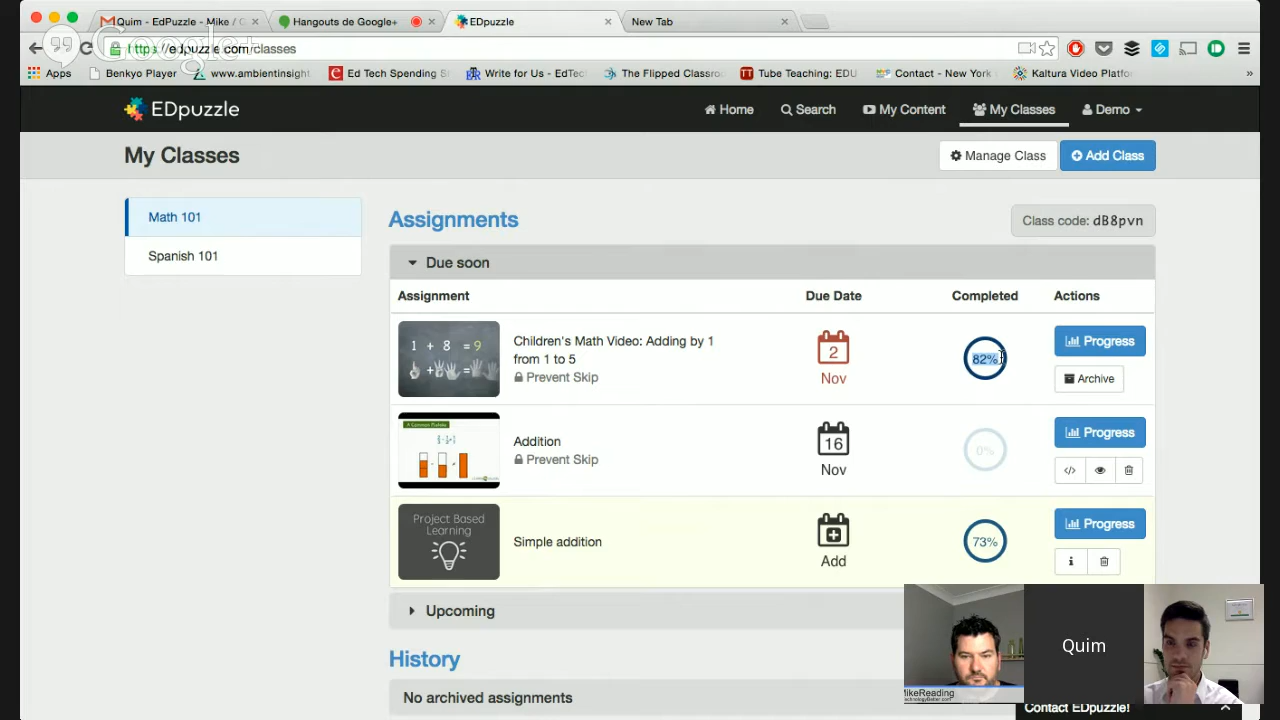 Quim - EdPuzzle - Mike / G
Hangouts de Google+
EDpuzzle
New Tab
Google+
https://edpuzzle.com/classes
Apps
Benkyo Player
www.ambientinsight
Ed Tech Spending S
Write for Us - EdTec
The Flipped Classro
Tube Teaching: EDU
Contact - New York
Kaltura Video Platfo
»
EDpuzzle
Home
Search
My Content
My Classes
Demo
My Classes
Manage Class
Add Class
Math 101
Spanish 101
Assignments
Class code: dB8pvn
Due soon
Assignment
Due Date
Completed
Actions
1 + 8 = 9
Children's Math Video: Adding by 1
from 1 to 5
Prevent Skip
2
Nov
82%
Progress
Archive
A Common Mistake
Addition
Prevent Skip
16
Nov
0%
Progress
Project Based
Learning
Simple addition
Add
73%
Progress
Upcoming
History
No archived assignments
MikeReading
Quim
Contact EDpuzzle!